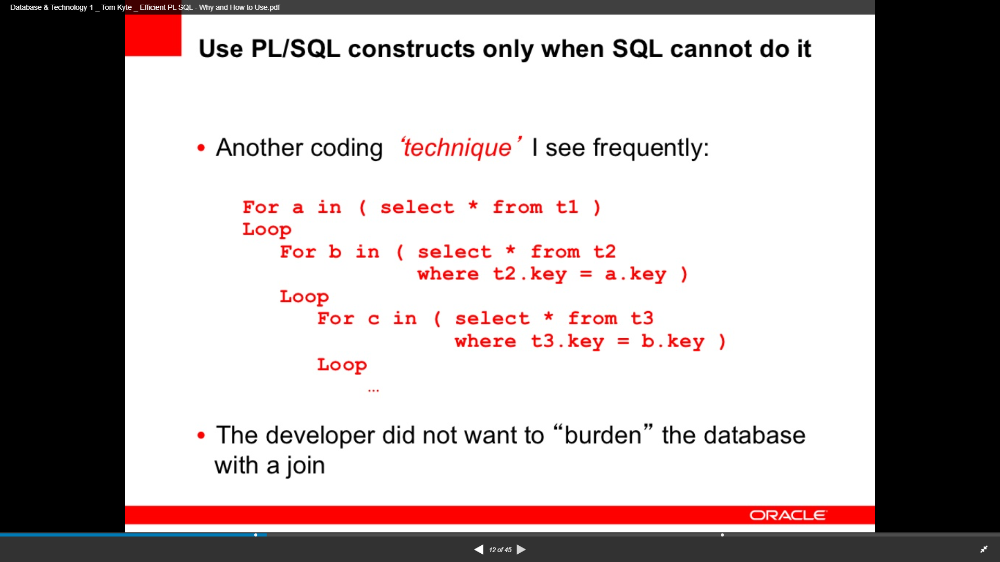 Database & Technology 1 _ Tom Kyte _ Efficient PL SQL - Why and How to Use.pdf
Use PL/SQL constructs only when SQL cannot do it
• Another coding ‘technique’ I see frequently:
For a in ( select * from t1 )
Loop
For b in ( select * from t2
where t2.key = a.key )
Loop
For c in ( select * from t3
where t3.key = b.key )
Loop
…
• The developer did not want to “burden” the database
with a join
ORACLE
12 of 45